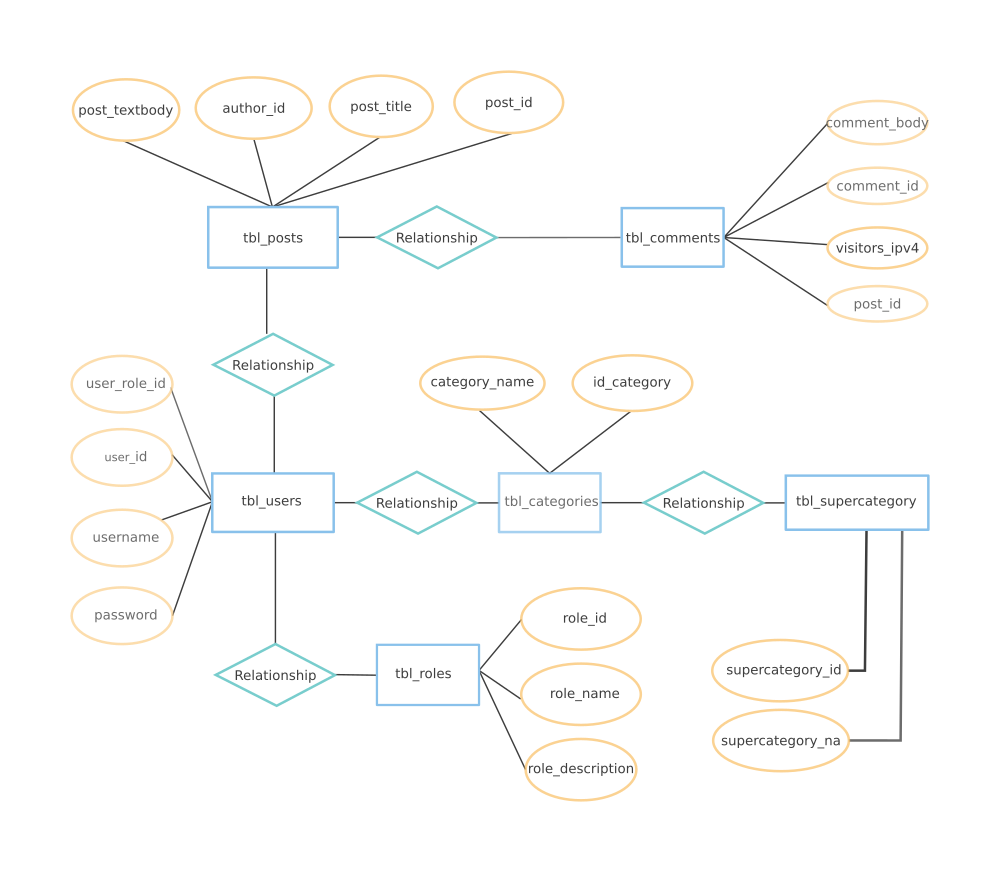 post_textbody
author_id
post_title
post_id
comment_body
comment_id
visitors_ipv4
post_id
tbl_posts
Relationship
tbl_comments
Relationship
user_role_id
user_id
username
password
category_name
id_category
tbl_users
Relationship
tbl_categories
Relationship
tbl_supercategory
Relationship
tbl_roles
role_id
role_name
role_description
supercategory_id
supercategory_na